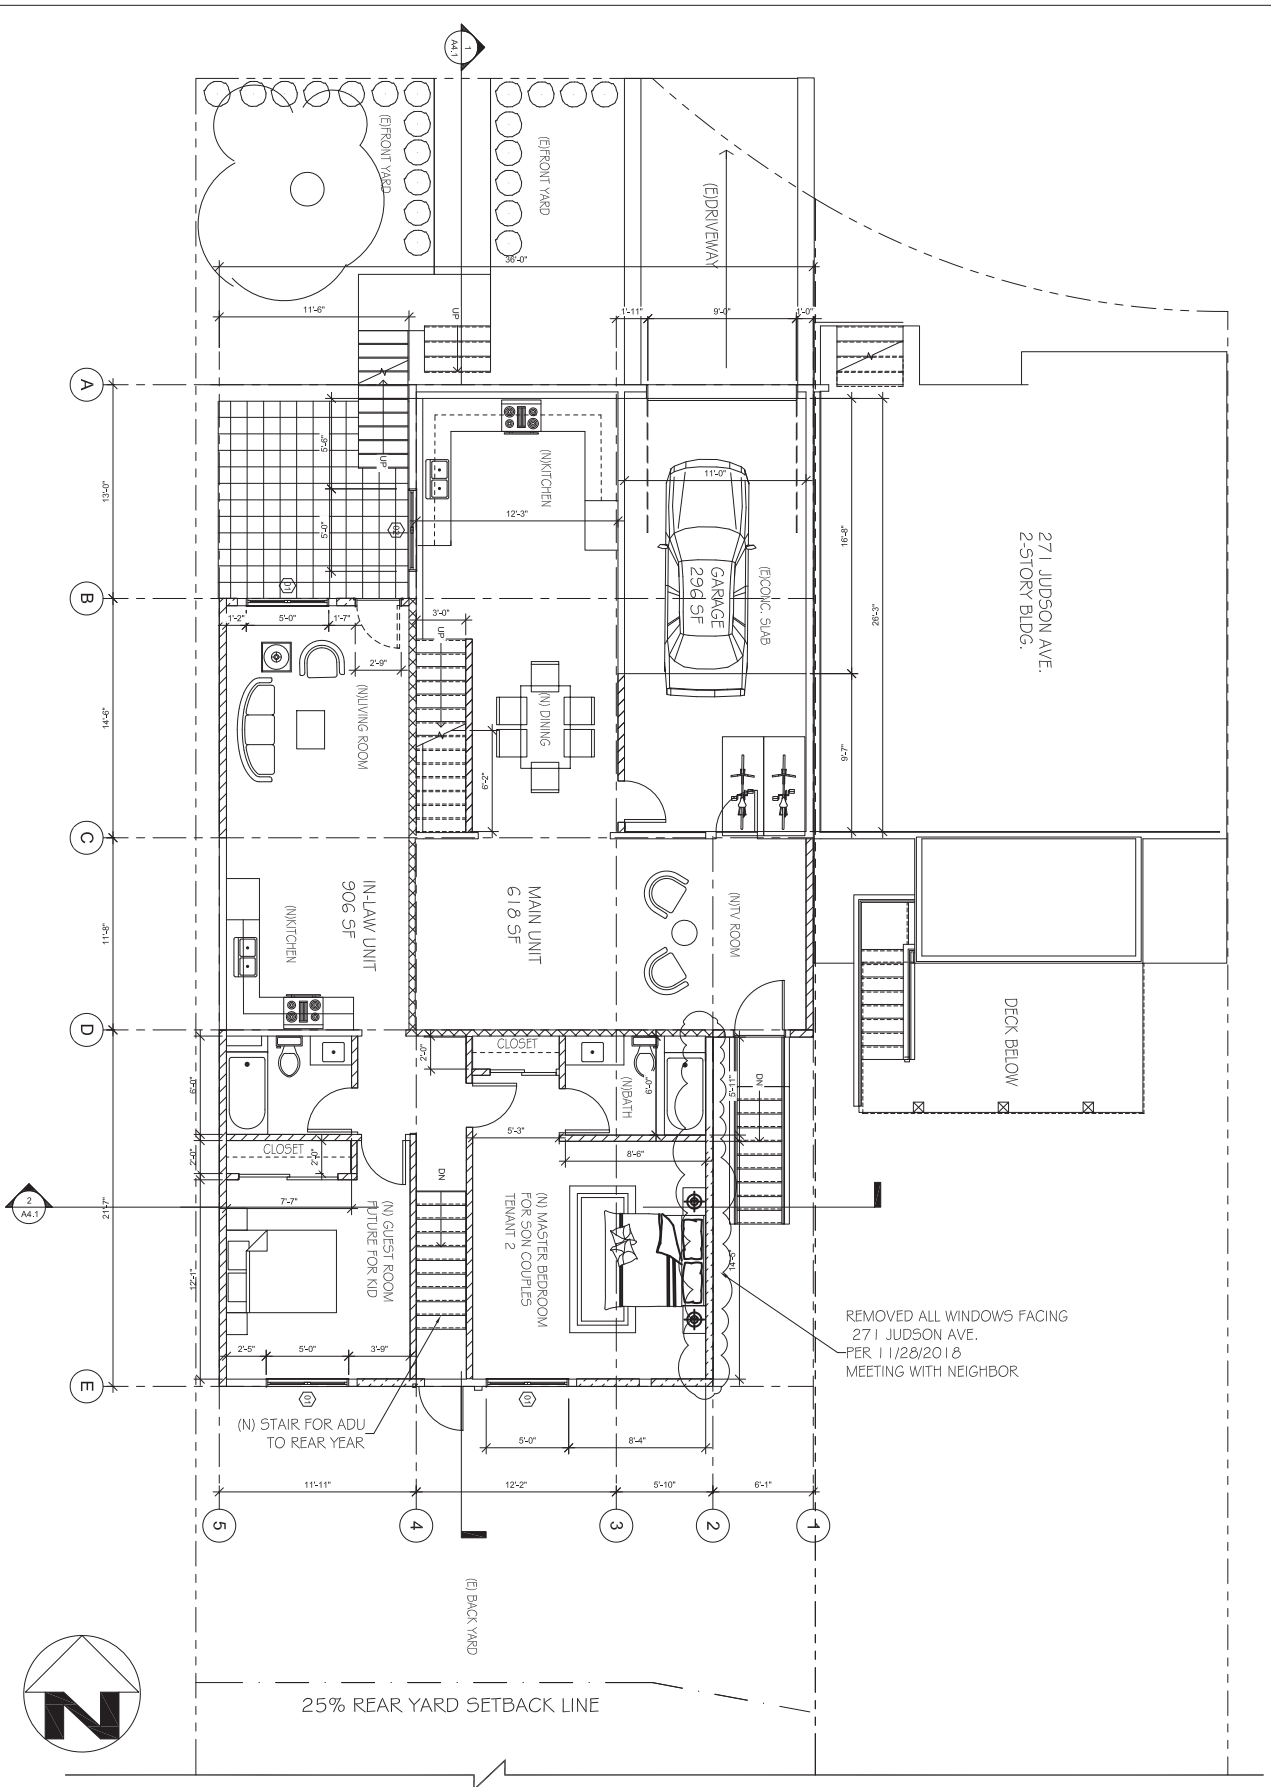 1
A4.1
(E)FRONT YARD
(E)FRONT YARD
(E)DRIVEWAY
36'-0"
11'-6"
UP
1'-11"
9'-0"
1'-0"
A
UP
5'-6"
(N)KITCHEN
11'-0"
13'-0"
12'-3"
5'-0"
02
16'-8"
271 JUDSON AVE.
2-STORY BLDG.
GARAGE
296 SF
(E)CONC. SLAB
01
B
26'-3"
1'-2"
5'-0"
1'-7"
3'-0"
UP
2'-9"
(N)LIVING ROOM
(N) DINING
14'-6"
9'-2"
9'-7"
C
IN-LAW UNIT
906 SF
MAIN UNIT
618 SF
(N)TV ROOM
(N)KITCHEN
11'-8"
D
DECK BELOW
CLOSET
2'-0"
6'-0"
(N)BATH
6'-0"
5'-11"
DN
5'-3"
8'-6"
CLOSET
2'-0"
2'-0"
DN
2
A4.1
21'-7"
7'-7"
(N) GUEST ROOM
FUTURE FOR KID
(N) MASTER BEDROOM
FOR SON COUPLES
TENANT 2
14'-5"
12'-1"
REMOVED ALL WINDOWS FACING
271 JUDSON AVE.
PER 11/28/2018
MEETING WITH NEIGHBOR
2'-5"
5'-0"
3'-9"
E
01
01
(N) STAIR FOR ADU
TO REAR YEAR
5'-0"
8'-4"
11'-11"
12'-2"
5'-10"
6'-1"
5
4
3
2
1
(E) BACK YARD
25% REAR YARD SETBACK LINE
N